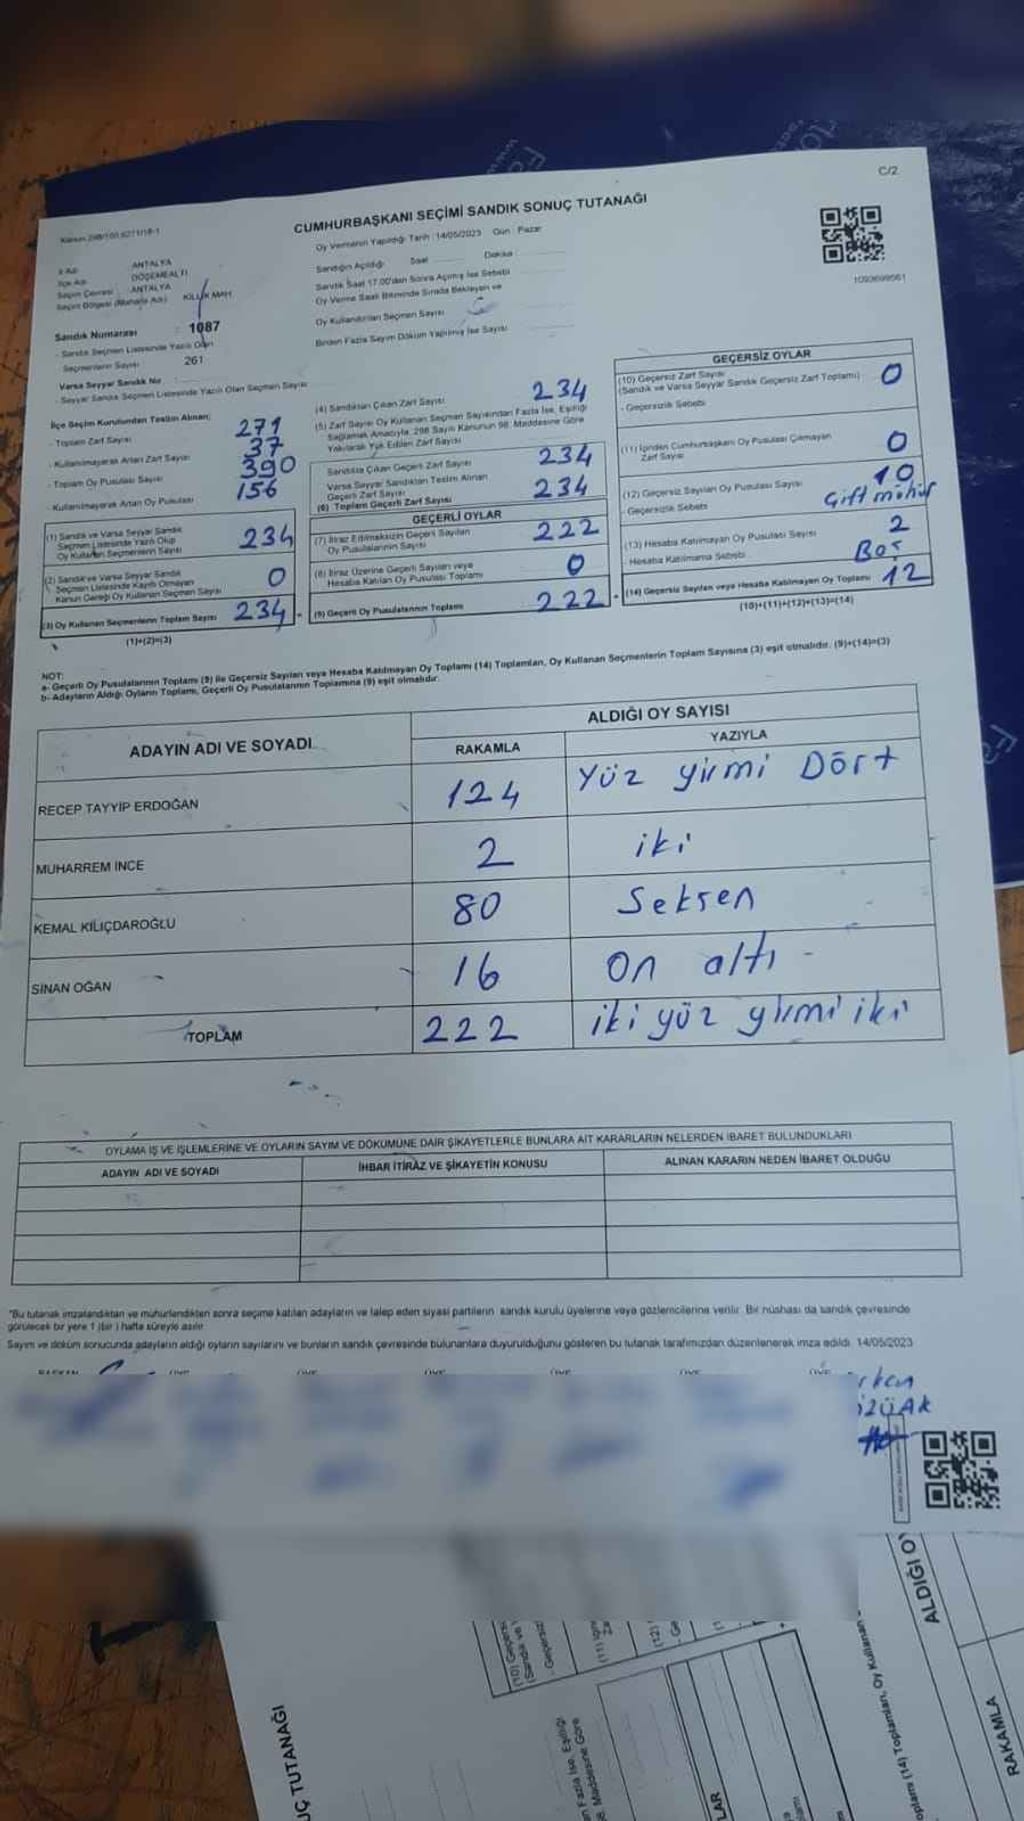 C/2
CUMHURBAŞKANI SEÇİMİ SANDIK SONUÇ TUTANAĞI
Oy Vermenin Yapıldığı Tarih :14/05/2023 Gün : Pazar
Sandığın Açıldığı Saat Dakika
Sandık Saat 17.00'dan Sonra Açılmış İse Sebebi
Oy Verme Saati Bitiminde Sırada Bekleyen ve
Oy Kullandırılan Seçmen Sayısı
Birden Fazla Sayım Döküm Yapılmış İse Sayısı
İl Adı ANTALYA
İlçe Adı DÖŞEMEALTI
Seçim Çevresi ANTALYA
Seçim Bölgesi (Mahalle Adı) KILLIK MAH.
Sandık Numarası : 1087
- Sandık Seçmen Listesinde Yazılı Olan
Seçmenlerin Sayısı 261
Varsa Seyyar Sandık No
- Seyyar Sandık Seçmen Listesinde Yazılı Olan Seçmen Sayısı
İlçe Seçim Kurulundan Teslim Alınan;
- Toplam Zarf Sayısı 271
- Kullanılmayarak Artan Zarf Sayısı 37
- Toplam Oy Pusulası Sayısı 390
- Kullanılmayarak Artan Oy Pusulası 156
(1) Sandık ve Varsa Seyyar Sandık
Seçmen Listesinde Yazılı Olup
Oy Kullanan Seçmenlerin Sayısı 234
(2) Sandık ve Varsa Seyyar Sandık
Seçmen Listesinde Kayıtlı Olmayan
Kanun Gereği Oy Kullanan Seçmen Sayısı 0
(3) Oy Kullanan Seçmenlerin Toplam Sayısı 234
(1)+(2)=(3)
(4) Sandıktan Çıkan Zarf Sayısı 234
(5) Zarf Sayısı Oy Kullanan Seçmen Sayısından Fazla İse, Eşitliği
Sağlamak Amacıyla, 298 Sayılı Kanunun 98. Maddesine Göre
Yakılarak Yok Edilen Zarf Sayısı
Sandıkta Çıkan Geçerli Zarf Sayısı 234
Varsa Seyyar Sandıktan Teslim Alınan
Geçerli Zarf Sayısı
(6) Toplam Geçerli Zarf Sayısı 234
GEÇERLİ OYLAR
(7) İtiraz Edilmeksizin Geçerli Sayılan
Oy Pusulalarının Sayısı 222
(8) İtiraz Üzerine Geçerli Sayılan veya
Hesaba Katılan Oy Pusulası Toplamı 0
(9) Geçerli Oy Pusulalarının Toplamı 222
1093699561
GEÇERSİZ OYLAR
(10) Geçersiz Zarf Sayısı
(Sandık ve Varsa Seyyar Sandık Geçersiz Zarf Toplamı) 0
- Geçersizlik Sebebi
(11) İçinden Cumhurbaşkanı Oy Pusulası Çıkmayan
Zarf Sayısı 0
(12) Geçersiz Sayılan Oy Pusulası Sayısı 10
- Geçersizlik Sebebi Çift mühür
(13) Hesaba Katılmayan Oy Pusulası Sayısı 2
Hesaba Katılmama Sebebi Boş
(14) Geçersiz Sayılan veya Hesaba Katılmayan Oy Toplamı 12
(10)+(11)+(12)+(13)=(14)
NOT:
a- Geçerli Oy Pusulalarının Toplamı (9) ile Geçersiz Sayılan veya Hesaba Katılmayan Oy Toplamı (14) Toplamları, Oy Kullanan Seçmenlerin Toplam Sayısına (3) eşit olmalıdır. (9)+(14)=(3)
b- Adayların Aldığı Oyların Toplamı, Geçerli Oy Pusulalarının Toplamına (9) eşit olmalıdır.
ADAYIN ADI VE SOYADI ALDIĞI OY SAYISI
RAKAMLA YAZIYLA
RECEP TAYYİP ERDOĞAN 124 Yüz yirmi Dört
MUHARREM İNCE 2 iki
KEMAL KILIÇDAROĞLU 80 Seksen
SİNAN OĞAN 16 On altı
TOPLAM 222 iki yüz yirmi iki
OYLAMA İŞ VE İŞLEMLERİNE VE OYLARIN SAYIM VE DÖKÜMÜNE DAİR ŞİKAYETLERLE BUNLARA AİT KARARLARIN NELERDEN İBARET BULUNDUKLARI
ADAYIN ADI VE SOYADI İHBAR İTİRAZ VE ŞİKAYETİN KONUSU ALINAN KARARIN NEDEN İBARET OLDUĞU
"Bu tutanak imzalandıktan ve mühürlendikten sonra seçime katılan adayların ve talep eden siyasi partilerin sandık kurulu üyelerine veya gözlemcilerine verilir. Bir nüshası da sandık çevresinde
görülecek bir yere 1 (bir) hafta süreyle asılır.
Sayım ve döküm sonucunda adayların aldığı oyların sayılarını ve bunların sandık çevresinde bulunanlara duyurulduğunu gösteren bu tutanak tarafımızdan düzenlenerek imza edildi. 14/05/2023
ÜYE
UÇ TUTANAĞI
ALDIĞI OY
RAKAMLA